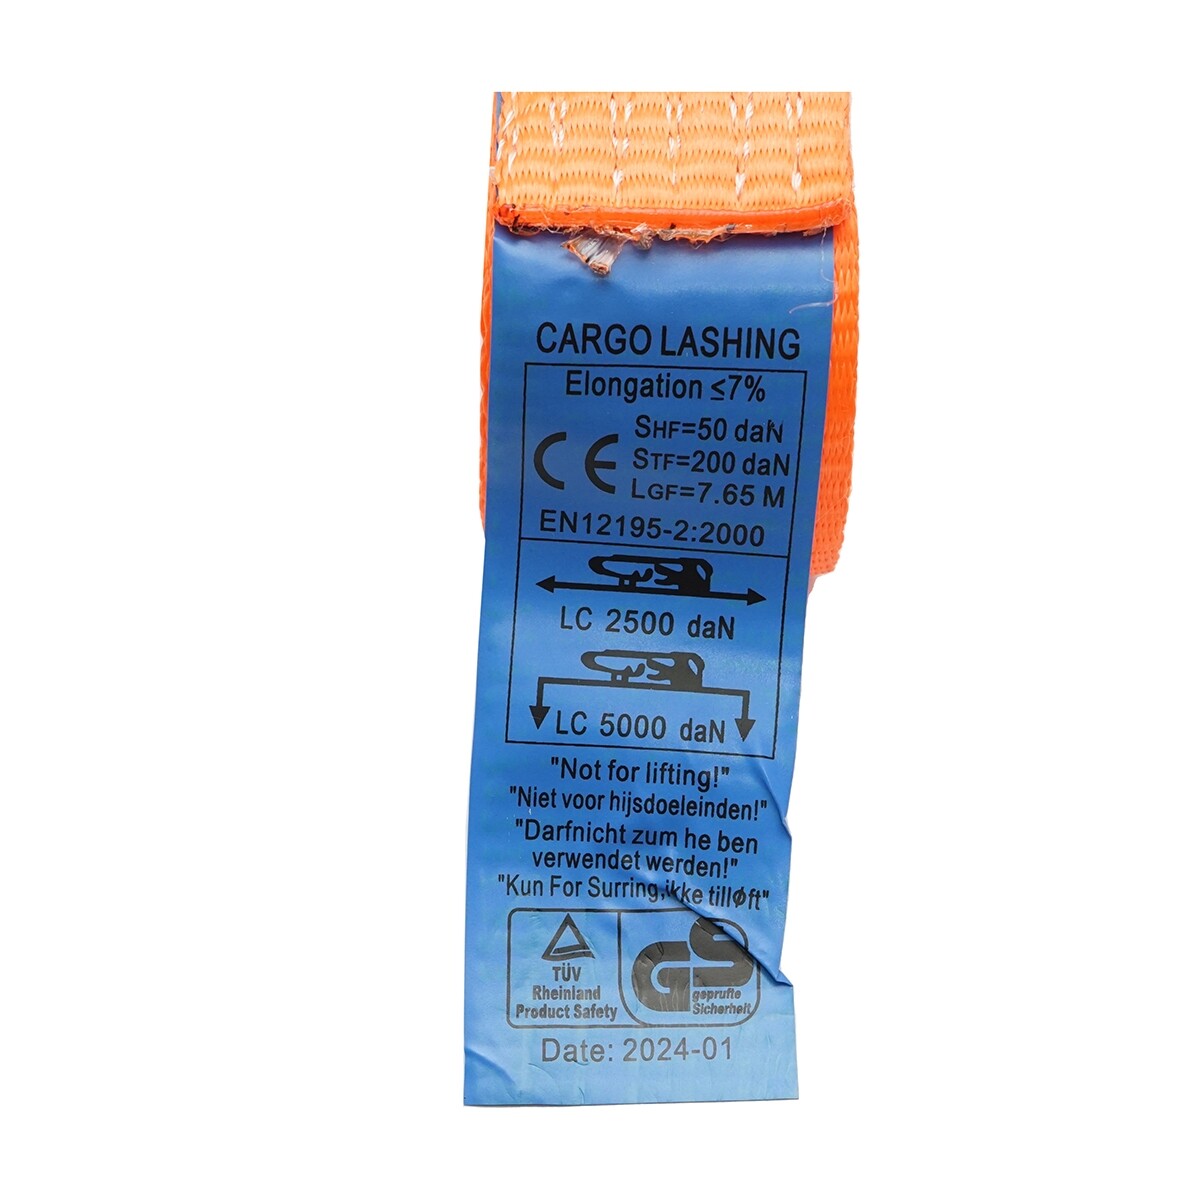 CARGO LASHING
Elongation ≤7%
CE
SHF=50 daN
STF=200 daN
LGF=7.65 M
EN12195-2:2000
LC 2500 daN
LC 5000 daN
"Not for lifting!"
"Niet voor hijsdoeleinden!"
"Darfnicht zum he ben
verwendet werden!"
"Kun For Surring,ikke tilløft"
TÜV
Rheinland
Product Safety
GS
geprufte
Sicherheit
Date: 2024-01